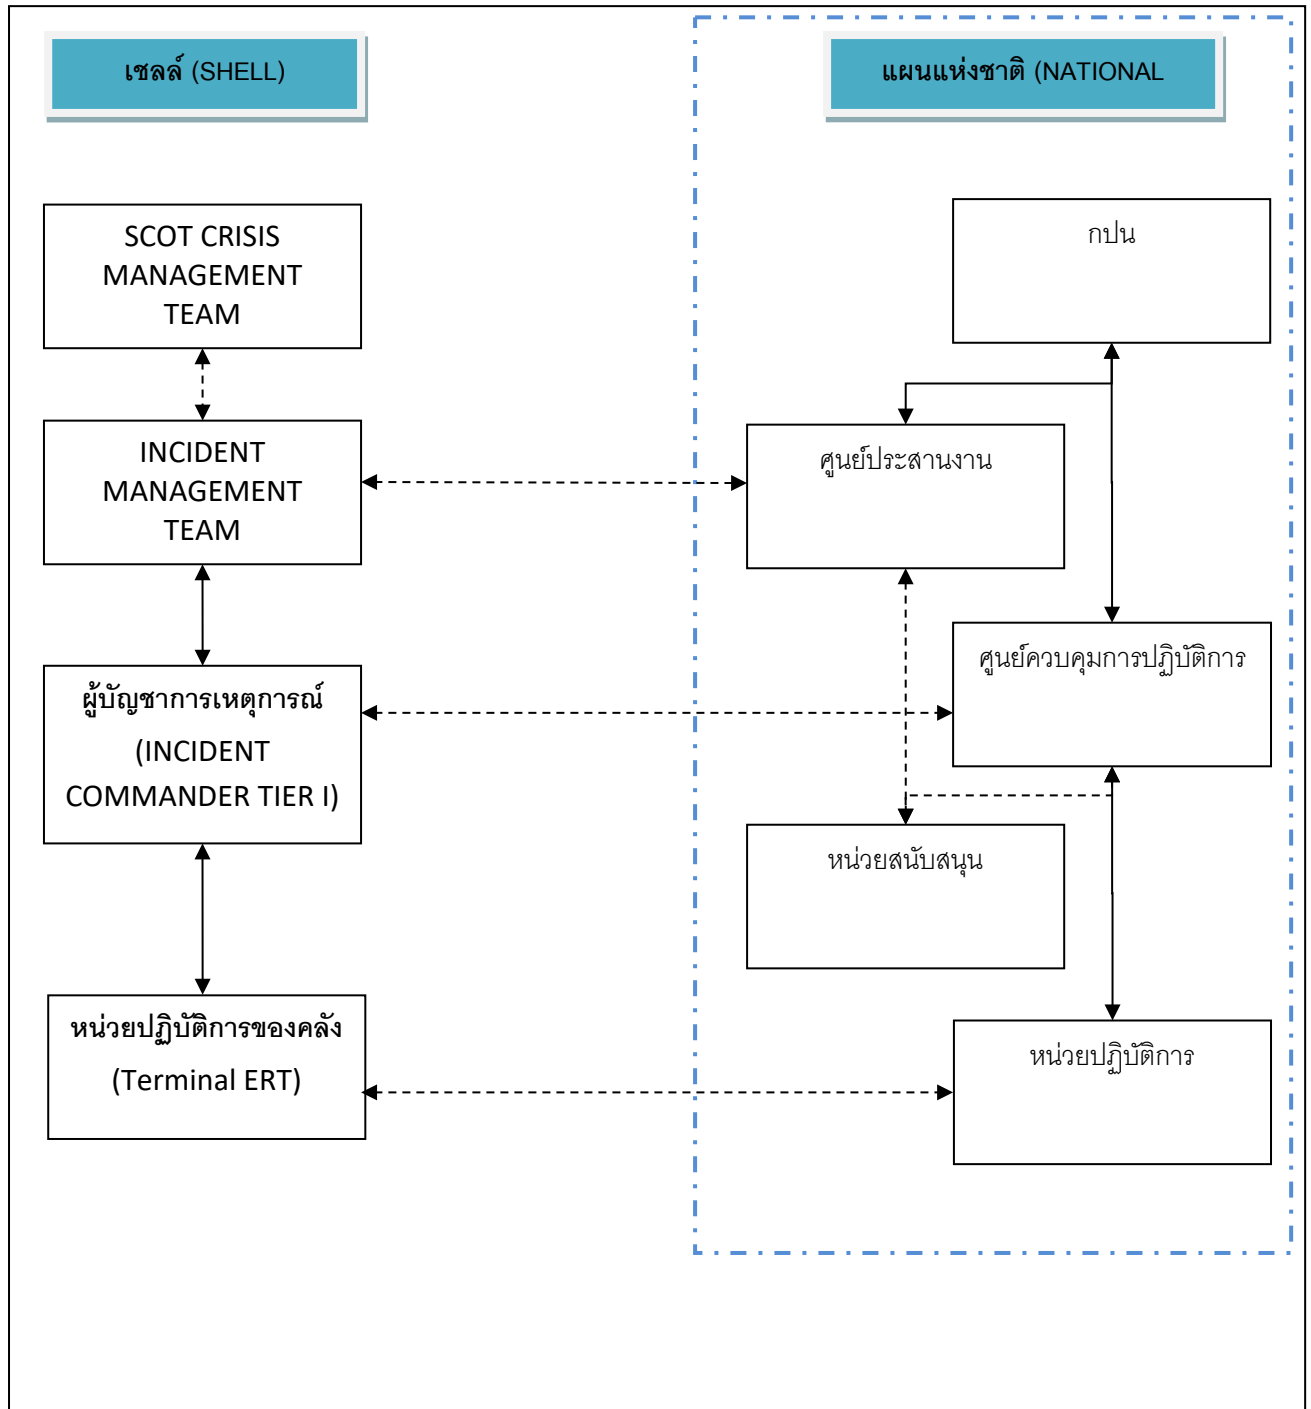 เชลล์ (SHELL)
แผนแห่งชาติ (NATIONAL
SCOT CRISIS
MANAGEMENT
TEAM
กปน
INCIDENT
MANAGEMENT
TEAM
ศูนย์ประสานงาน
ผู้บัญชาการเหตุการณ์
(INCIDENT
COMMANDER TIER I)
ศูนย์ควบคุมการปฏิบัติการ
หน่วยสนับสนุน
หน่วยปฏิบัติการของคลัง
(Terminal ERT)
หน่วยปฏิบัติการ